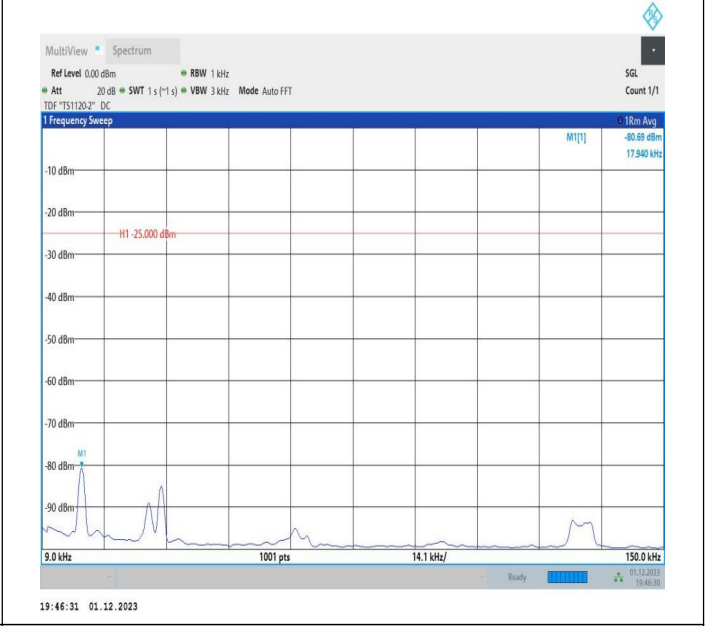 MultiView Spectrum
Ref Level 0.00 dBm RBW 1 kHz SGL
Att 20 dB SWT 1 s (~1 s) VBW 3 kHz Mode Auto FFT Count 1/1
TDF "TS1120-2" DC
1 Frequency Sweep 1Rm Avg
M1[1] -80.69 dBm
17.940 kHz
-10 dBm
-20 dBm
H1 -25.000 dBm
-30 dBm
-40 dBm
-50 dBm
-60 dBm
-70 dBm
M1
-80 dBm
-90 dBm
9.0 kHz 1001 pts 14.1 kHz/ 150.0 kHz
Ready 01.12.2023
19:46:30
19:46:31 01.12.2023